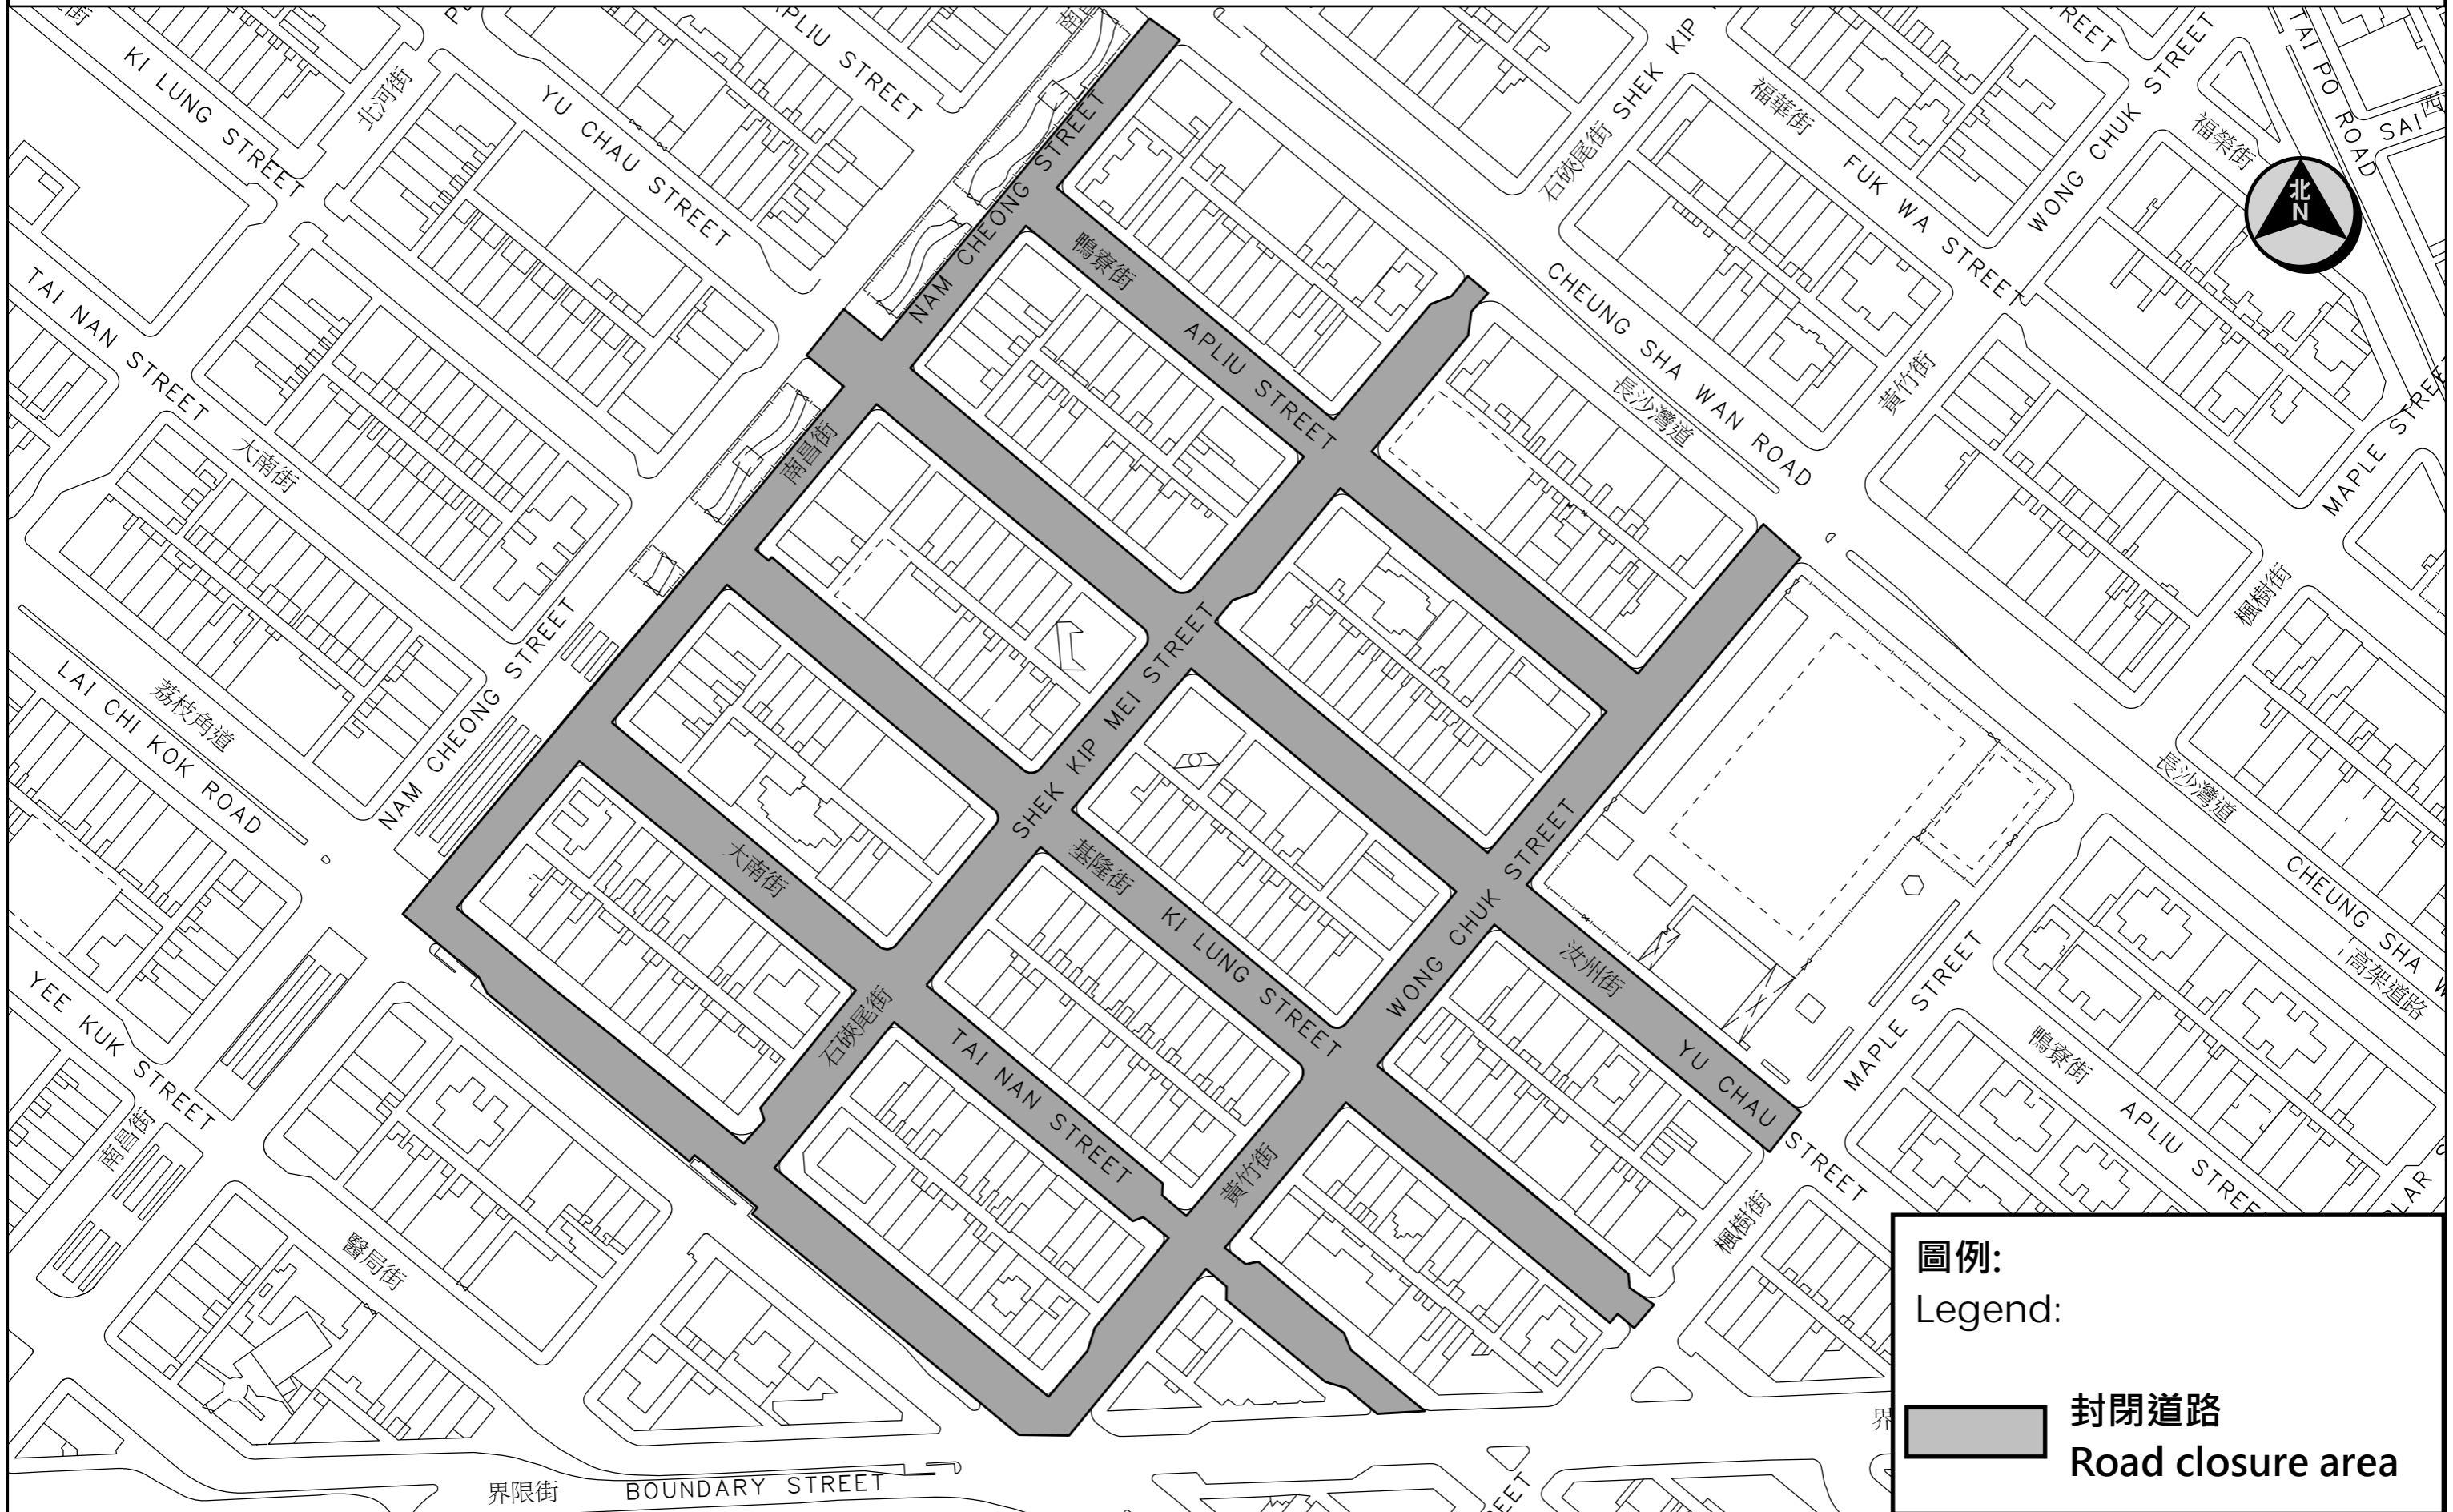 KI LUNG STREET
北河街
YU CHAU STREET
APLIU STREET
SHEK KIP
石硤尾街
福華街
FUK WA STREET
WONG CHUK STREET
福榮街
TAI PO ROAD
SAI
西
北
N
TAI NAN STREET
大南街
NAM CHEONG STREET
鴨寮街
APLIU STREET
CHEUNG SHA WAN ROAD
長沙灣道
黃竹街
MAPLE STREET
南昌街
楓樹街
LAI CHI KOK ROAD
荔枝角道
NAM CHEONG STREET
SHEK KIP MEI STREET
長沙灣道
CHEUNG SHA W
高架道路
大南街
基隆街
KI LUNG STREET
WONG CHUK STREET
汝州街
YU CHAU STREET
MAPLE STREET
鴨寮街
APLIU STREET
YEE KUK STREET
南昌街
石硤尾街
TAI NAN STREET
黃竹街
楓樹街
醫局街
界限街
BOUNDARY STREET
界
圖例:
Legend:
封閉道路
Road closure area